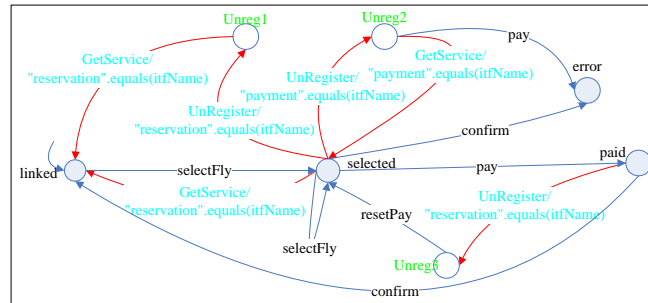 Unreg1
Unreg2
pay
GetService/
"reservation".equals(itfName)
GetService/
"payment".equals(itfName)
error
UnRegister/
"payment".equals(itfName)
UnRegister/
"reservation".equals(itfName)
confirm
linked
selectFly
selected
pay
paid
GetService/
"reservation".equals(itfName)
UnRegister/
"reservation".equals(itfName)
resetPay
selectFly
Unreg3
confirm